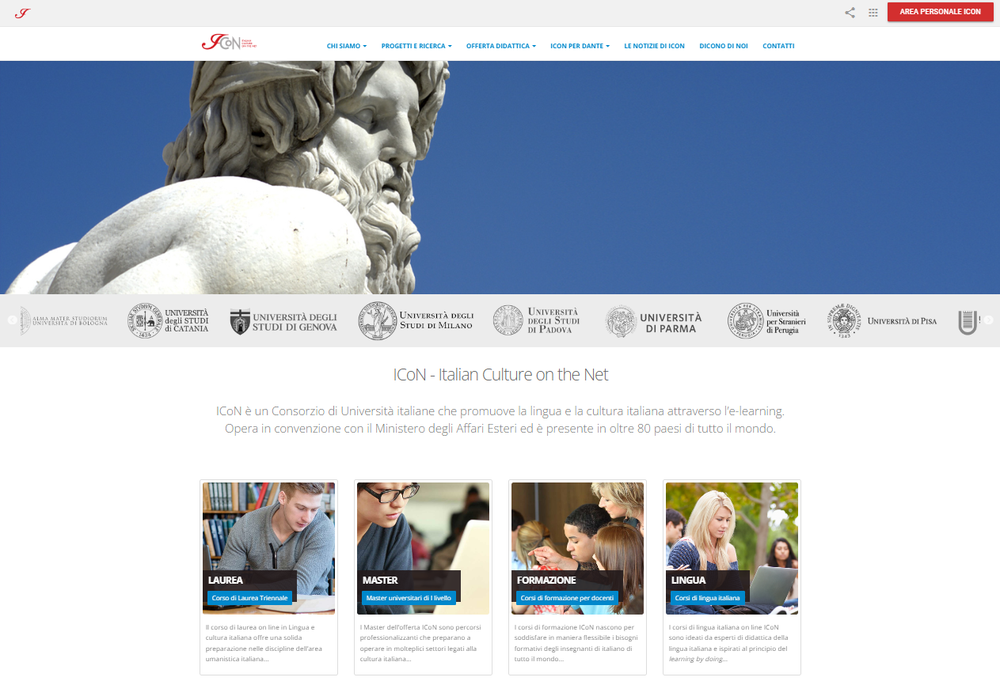 AREA PERSONALE ICON
ICoN
CHI SIAMO
PROGETTI E RICERCA
OFFERTA DIDATTICA
ICON PER DANTE
LE NOTIZIE DI ICON
DICONO DI NOI
CONTATTI
ALMA MATER STUDIORUM
UNIVERSITÀ DI BOLOGNA
UNIVERSITÀ
degli STUDI
di CATANIA
1434
UNIVERSITÀ DEGLI
STUDI DI GENOVA
UNIVERSITÀ DEGLI
STUDI DI MILANO
UNIVERSITÀ
DEGLI STUDI
DI PADOVA
UNIVERSITÀ
DI PARMA
Università
per Stranieri
di Perugia
IN SUPREMÆ DIGNITATIS
1343
UNIVERSITÀ DI PISA
ICoN - Italian Culture on the Net
ICoN è un Consorzio di Università italiane che promuove la lingua e la cultura italiana attraverso l'e-learning.
Opera in convenzione con il Ministero degli Affari Esteri ed è presente in oltre 80 paesi di tutto il mondo.
LAUREA
Corso di Laurea Triennale
Il corso di laurea on line in Lingua e
cultura italiana offre una solida
preparazione nelle discipline dell'area
umanistica italiana...
MASTER
Master universitari di I livello
I Master dell'offerta ICoN sono percorsi
professionalizzanti che preparano a
operare in molteplici settori legati alla
cultura italiana...
FORMAZIONE
Corsi di formazione per docenti
I corsi di formazione ICoN nascono per
soddisfare in maniera flessibile i bisogni
formativi degli insegnanti di italiano di
tutto il mondo...
LINGUA
Corsi di lingua italiana
I corsi di lingua italiana on line ICoN
sono ideati da esperti di didattica della
lingua italiana e ispirati al principio del
learning by doing...